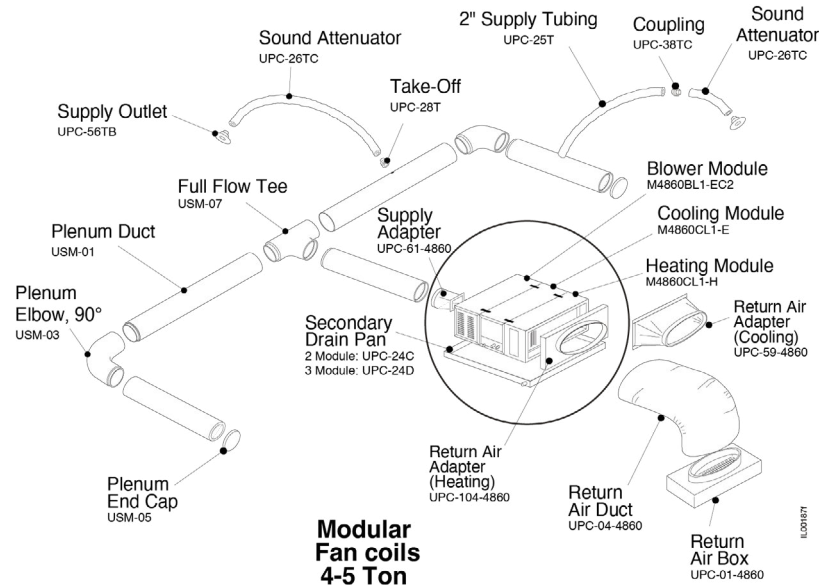 2" Supply Tubing
UPC-25T
Coupling
UPC-38TC
Sound
Attenuator
UPC-26TC
Sound Attenuator
UPC-26TC
Take-Off
UPC-28T
Supply Outlet
UPC-56TB
Full Flow Tee
USM-07
Blower Module
M4860BL1-EC2
Plenum Duct
USM-01
Supply
Adapter
UPC-61-4860
Cooling Module
M4860CL1-E
Heating Module
M4860CL1-H
Plenum
Elbow, 90°
USM-03
Secondary
Drain Pan
2 Module: UPC-24C
3 Module: UPC-24D
Return Air
Adapter
(Cooling)
UPC-59-4860
Return Air
Adapter
(Heating)
UPC-104-4860
Plenum
End Cap
USM-05
Return
Air Duct
UPC-04-4860
Return
Air Box
UPC-01-4860
Modular
Fan coils
4-5 Ton
IL00187f